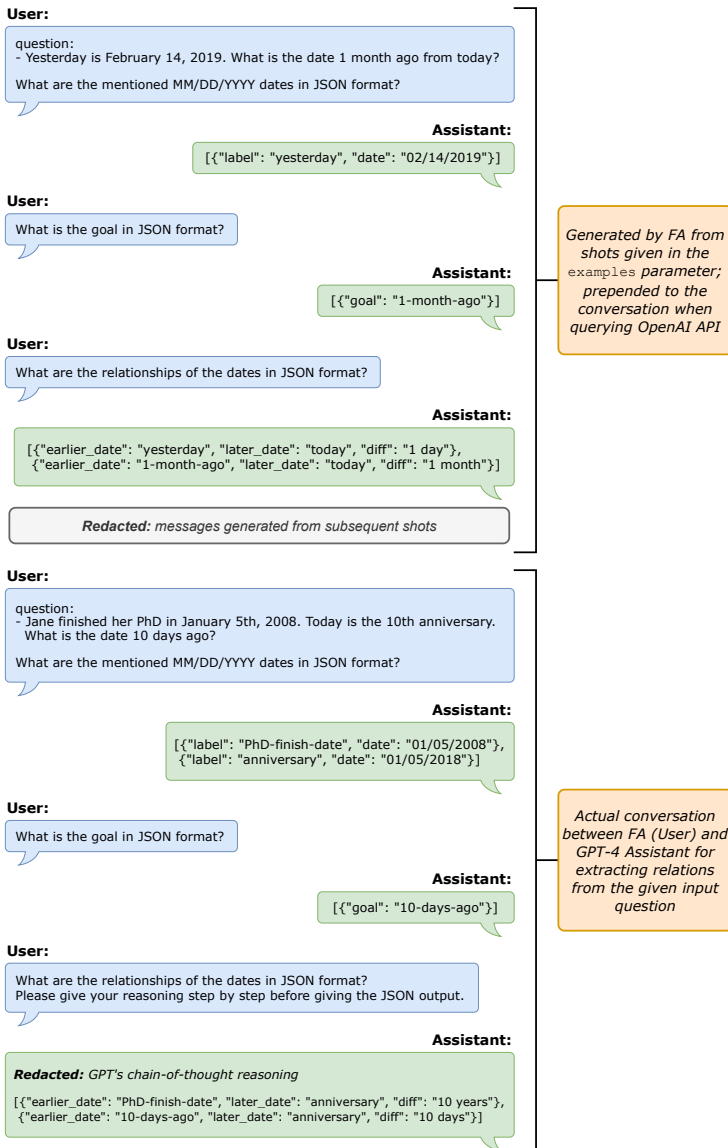 User:
question:
- Yesterday is February 14, 2019. What is the date 1 month ago from today?
What are the mentioned MM/DD/YYYY dates in JSON format?
Assistant:
[{"label": "yesterday", "date": "02/14/2019"}]
User:
What is the goal in JSON format?
Assistant:
[{"goal": "1-month-ago"}]
User:
What are the relationships of the dates in JSON format?
Assistant:
[{"earlier_date": "yesterday", "later_date": "today", "diff": "1 day"},
{"earlier_date": "1-month-ago", "later_date": "today", "diff": "1 month"}]
Redacted: messages generated from subsequent shots
Generated by FA from
shots given in the
examples parameter;
prepended to the
conversation when
querying OpenAI API
User:
question:
- Jane finished her PhD in January 5th, 2008. Today is the 10th anniversary.
What is the date 10 days ago?
What are the mentioned MM/DD/YYYY dates in JSON format?
Assistant:
[{"label": "PhD-finish-date", "date": "01/05/2008"},
{"label": "anniversary", "date": "01/05/2018"}]
User:
What is the goal in JSON format?
Assistant:
[{"goal": "10-days-ago"}]
User:
What are the relationships of the dates in JSON format?
Please give your reasoning step by step before giving the JSON output.
Assistant:
Redacted: GPT's chain-of-thought reasoning
[{"earlier_date": "PhD-finish-date", "later_date": "anniversary", "diff": "10 years"},
{"earlier_date": "10-days-ago", "later_date": "anniversary", "diff": "10 days"}]
Actual conversation
between FA (User) and
GPT-4 Assistant for
extracting relations
from the given input
question